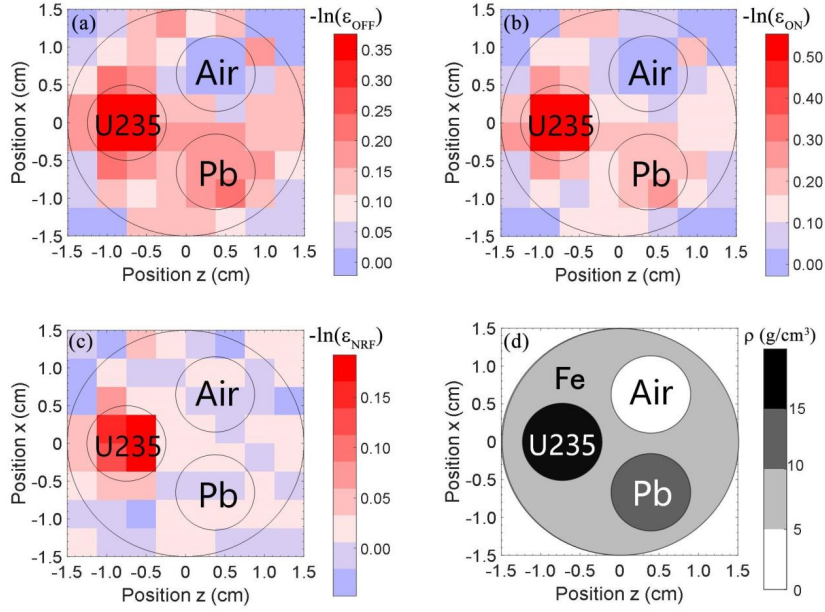 (a)
-ln(ε_OFF)
1.5
1.0
0.5
0
-0.5
-1.0
-1.5
Position x (cm)
Air
U235
Pb
-1.5 -1.0 -0.5 0 0.5 1.0 1.5
Position z (cm)
0.35
0.30
0.25
0.20
0.15
0.10
0.05
0.00
(b)
-ln(ε_ON)
1.5
1.0
0.5
0
-0.5
-1.0
-1.5
Position x (cm)
Air
U235
Pb
-1.5 -1.0 -0.5 0 0.5 1.0 1.5
Position z (cm)
0.50
0.40
0.30
0.20
0.10
0.00
(c)
-ln(ε_NRF)
1.5
1.0
0.5
0
-0.5
-1.0
-1.5
Position x (cm)
Air
U235
Pb
-1.5 -1.0 -0.5 0 0.5 1.0 1.5
Position z (cm)
0.15
0.10
0.05
0.00
(d)
ρ (g/cm³)
1.5
1.0
0.5
0
-0.5
-1.0
-1.5
Position x (cm)
Fe
Air
U235
Pb
-1.5 -1.0 -0.5 0 0.5 1.0 1.5
Position z (cm)
15
10
5
0